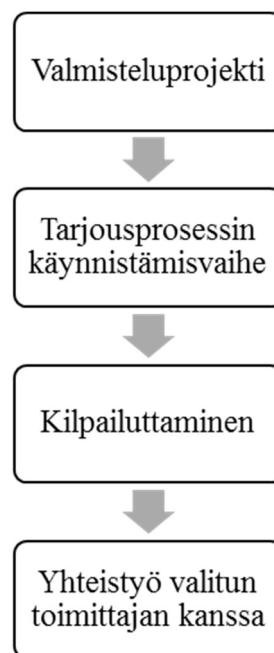 Valmisteluprojekti
Tarjousprosessin
käynnistämisvaihe
Kilpailuttaminen
Yhteistyö valitun
toimittajan kanssa